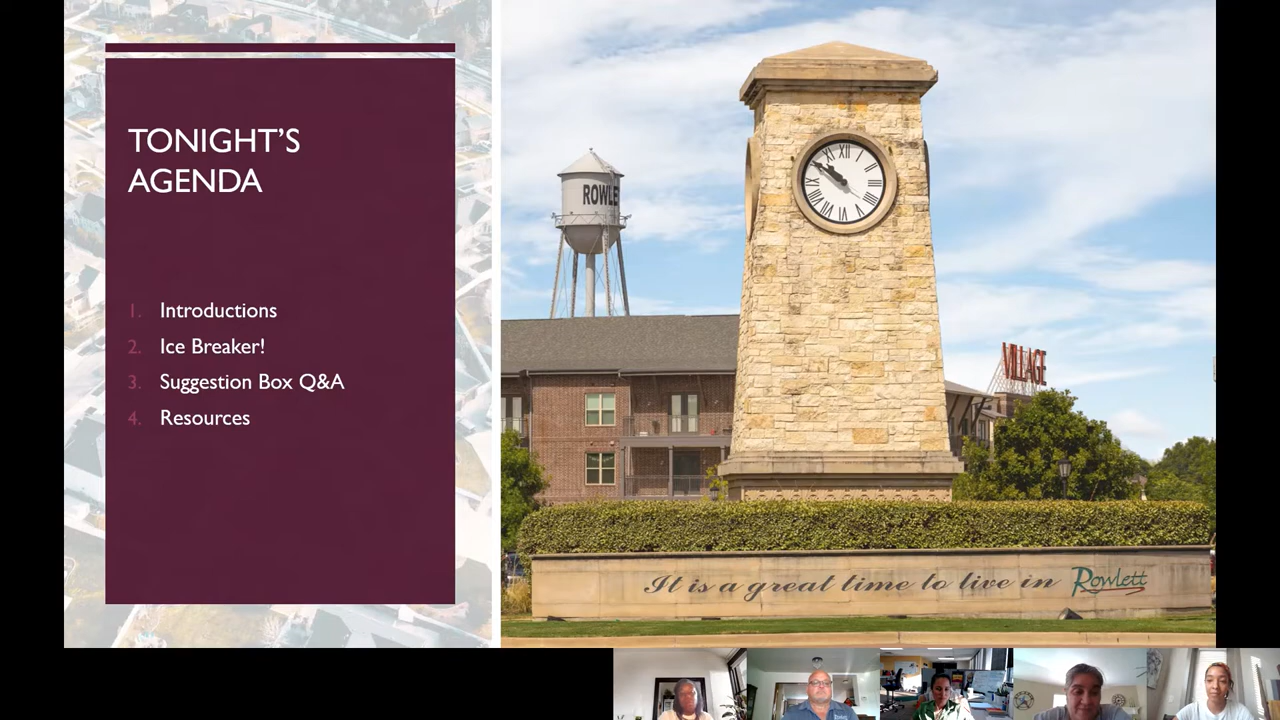 TONIGHT'S
AGENDA
1. Introductions
2. Ice Breaker!
3. Suggestion Box Q&A
4. Resources
ROWLE
XII
VILLAGE
It is a great time to live in Rowlett